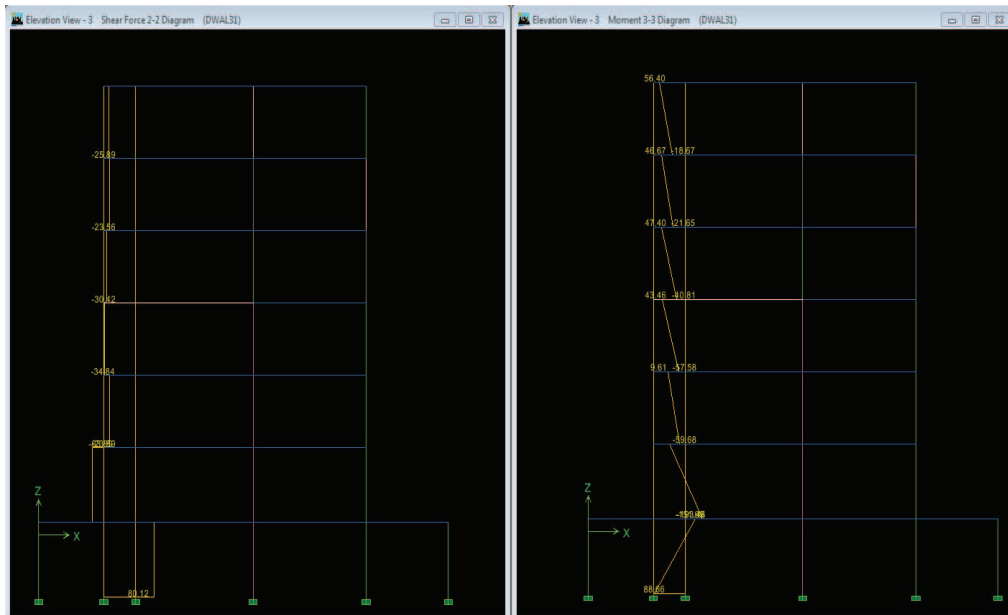 Elevation View - 3 Shear Force 2-2 Diagram (DWAL31)
-25,89
-23,56
-30,42
-34,84
Z
X
80,12
Elevation View - 3 Moment 3-3 Diagram (DWAL31)
56,40
46,67 -18,67
47,40 -21,65
43,46 -40,81
9,61 -57,58
-59,68
Z
X
88,66